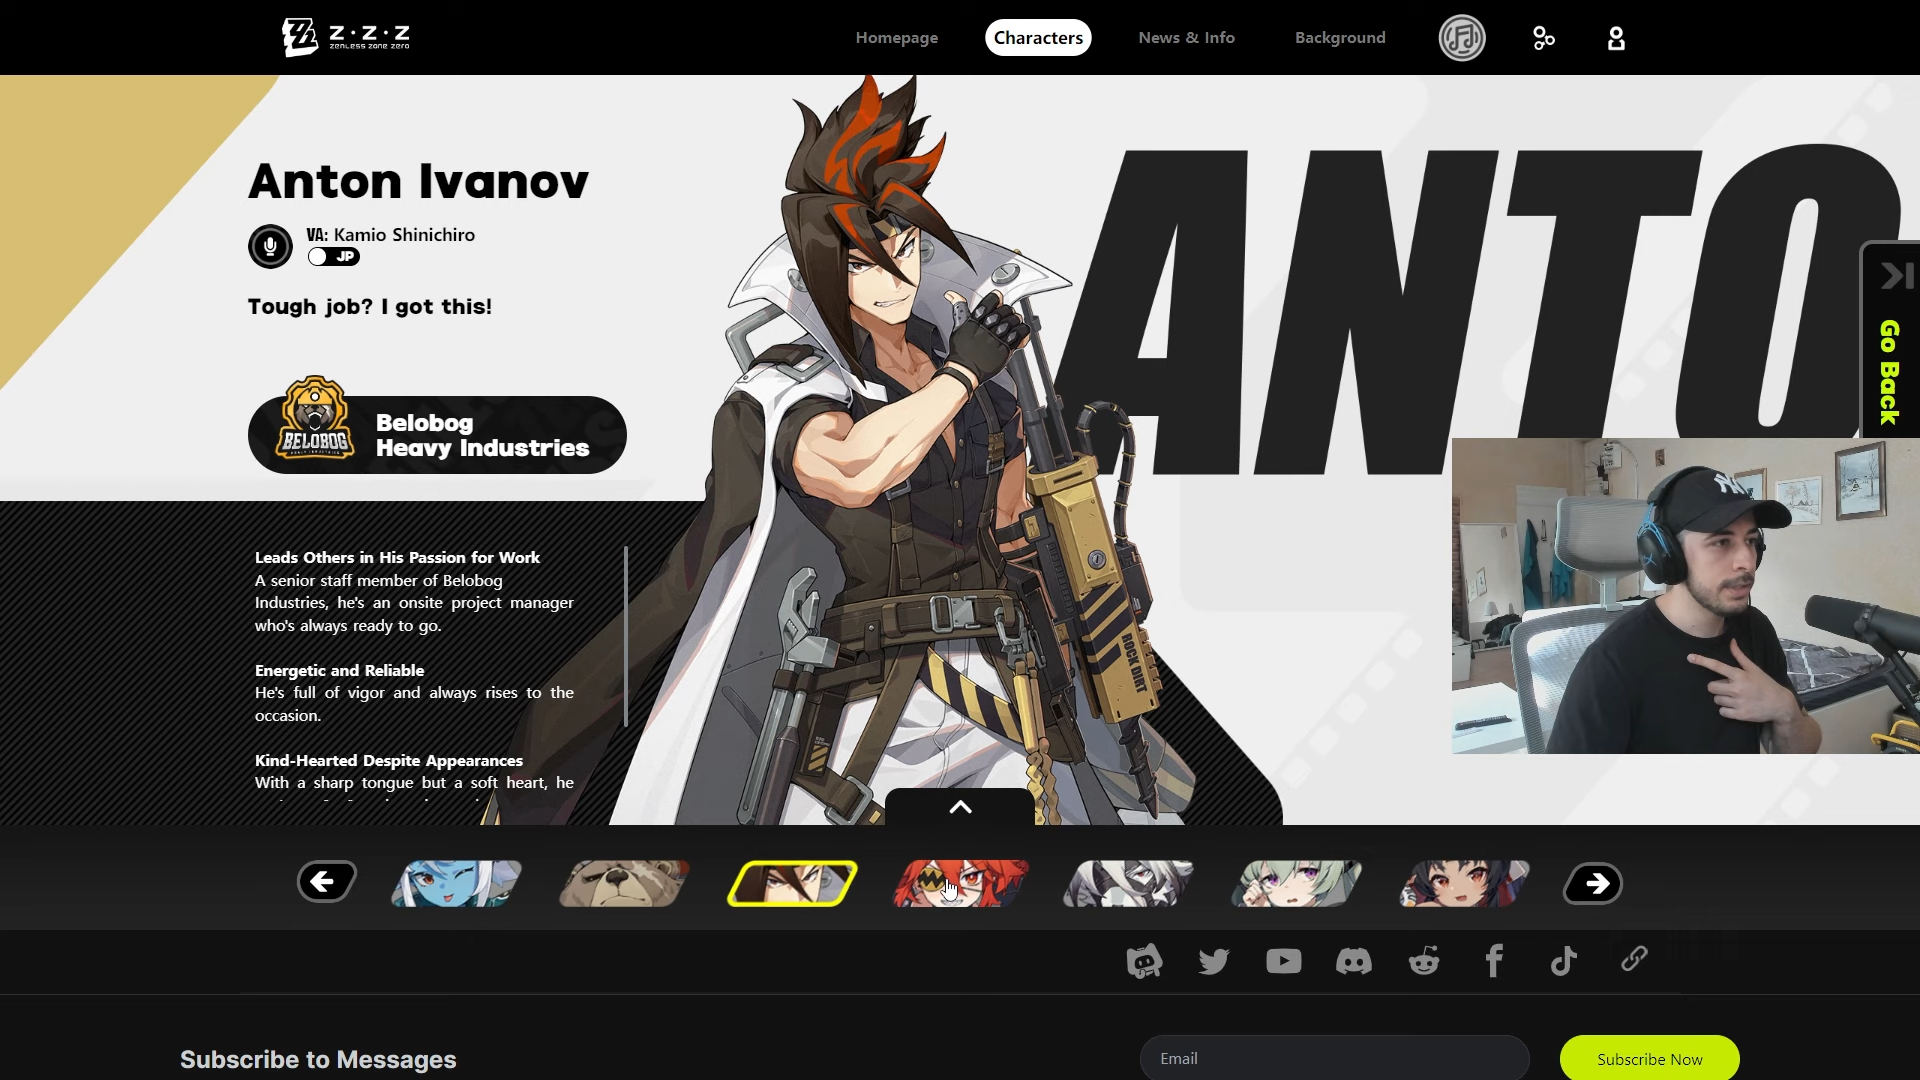 Z·Z·Z
ZENLESS ZONE ZERO
Homepage
Characters
News & Info
Background
Anton Ivanov
VA: Kamio Shinichiro
JP
Tough job? I got this!
BELOBOG
HEAVY INDUSTRIES
Belobog
Heavy Industries
ANTO
Go Back
Leads Others in His Passion for Work
A senior staff member of Belobog
Industries, he's an onsite project manager
who's always ready to go.
Energetic and Reliable
He's full of vigor and always rises to the
occasion.
Kind-Hearted Despite Appearances
With a sharp tongue but a soft heart, he
ROCK DIRT
NY
Subscribe to Messages
Email
Subscribe Now